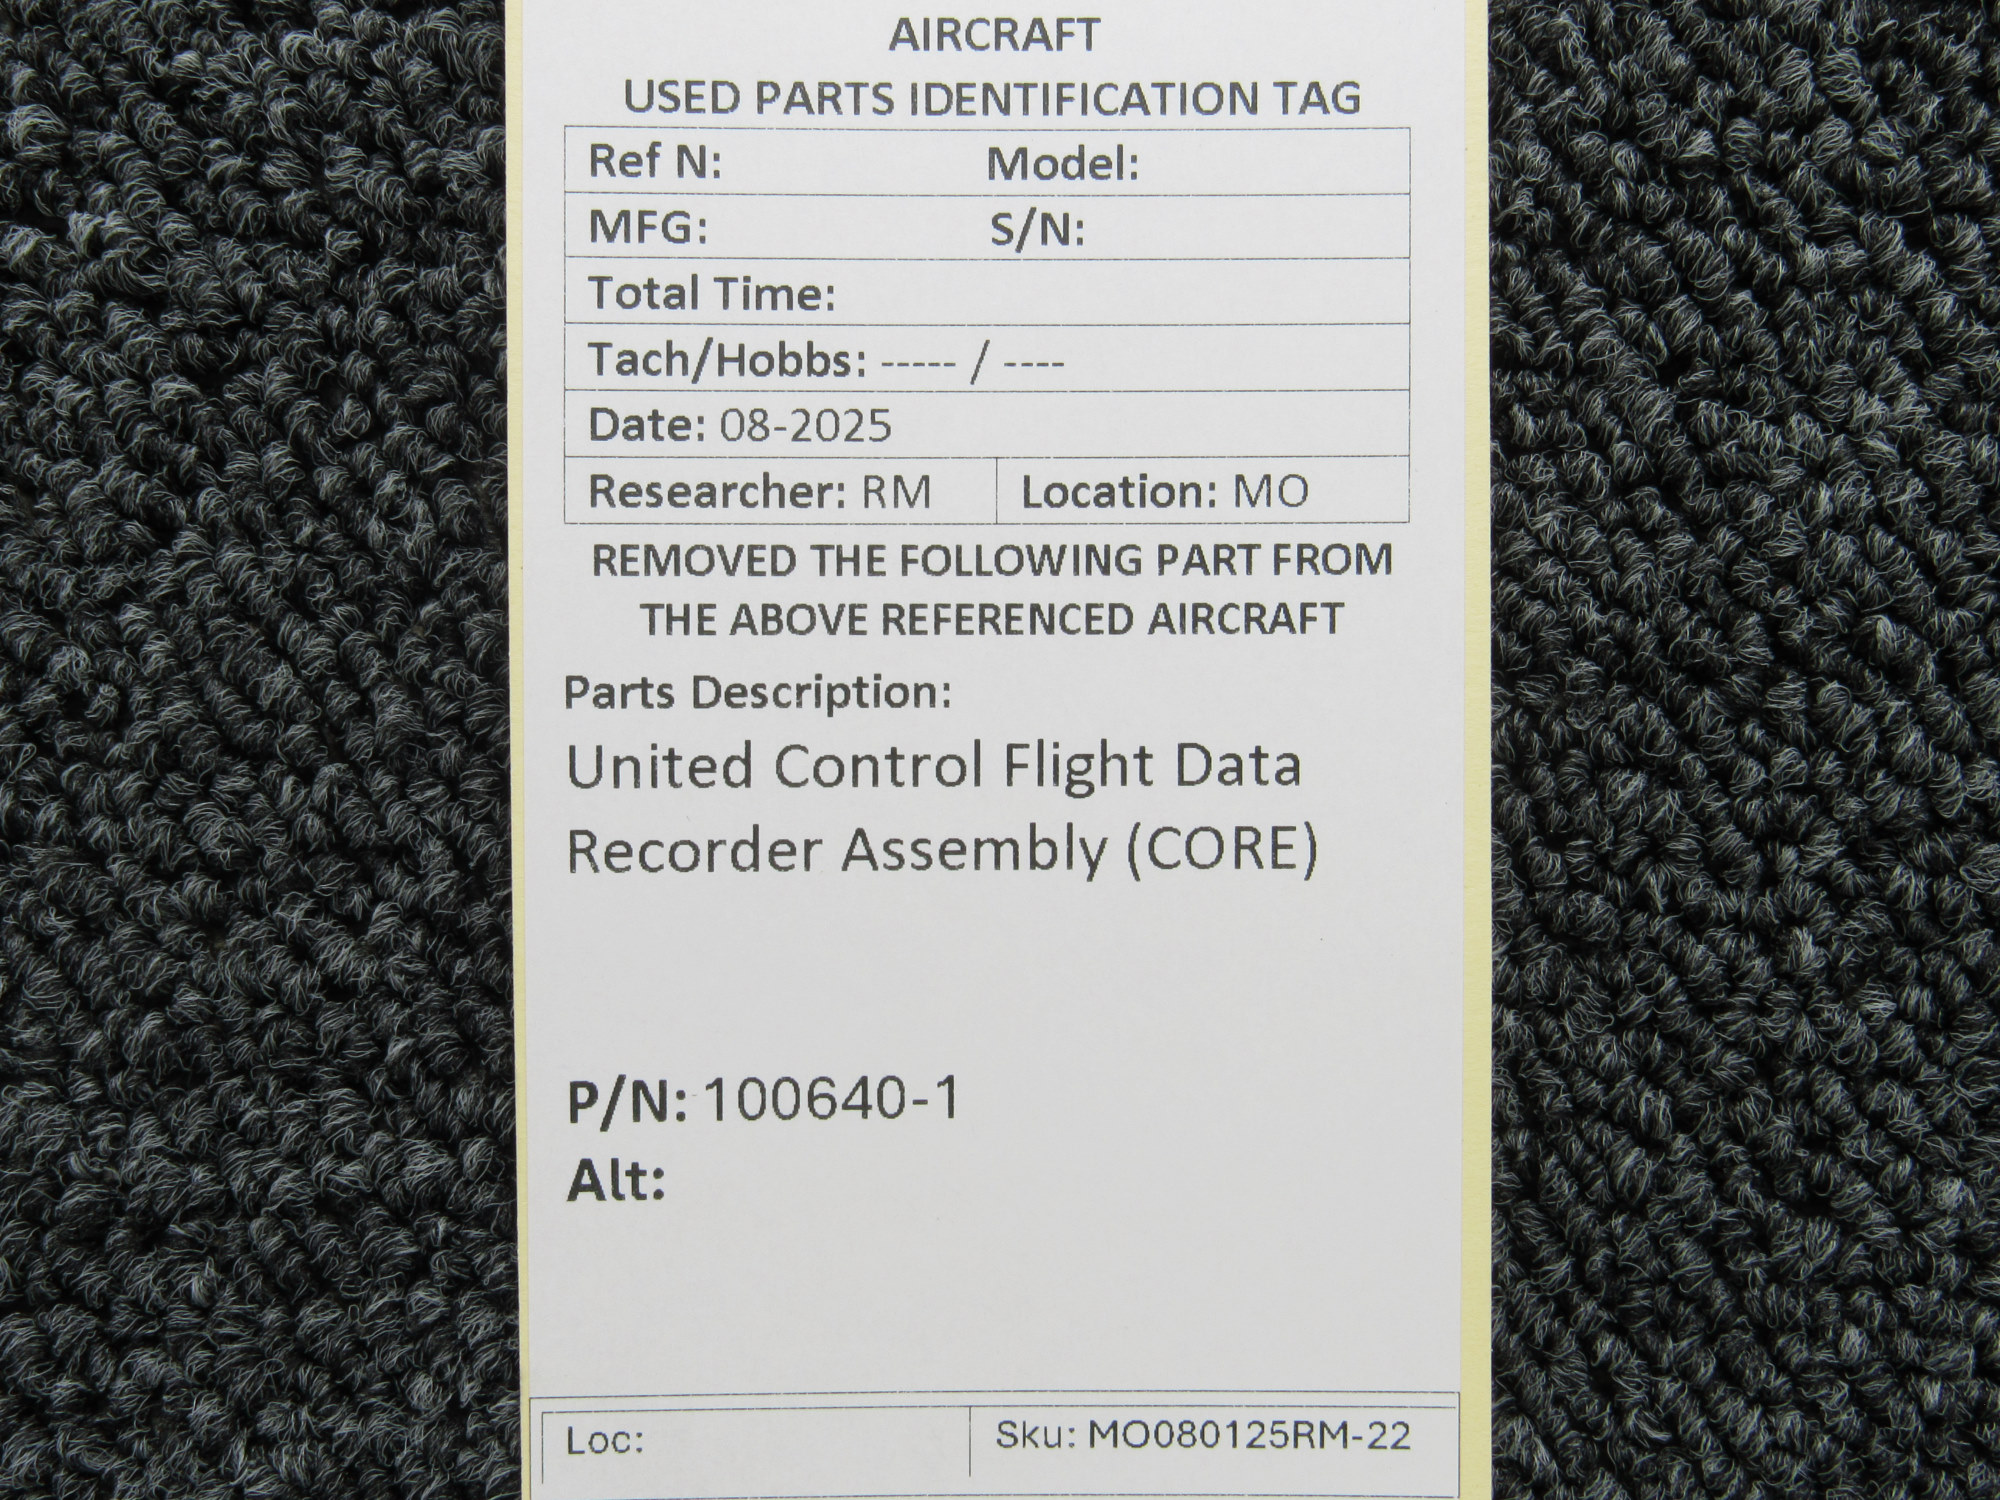 AIRCRAFT
USED PARTS IDENTIFICATION TAG
Ref N: Model:
MFG: S/N:
Total Time:
Tach/Hobbs: ----- / ----
Date: 08-2025
Researcher: RM Location: MO
REMOVED THE FOLLOWING PART FROM
THE ABOVE REFERENCED AIRCRAFT
Parts Description:
United Control Flight Data
Recorder Assembly (CORE)
P/N: 100640-1
Alt:
Loc: Sku: MO080125RM-22